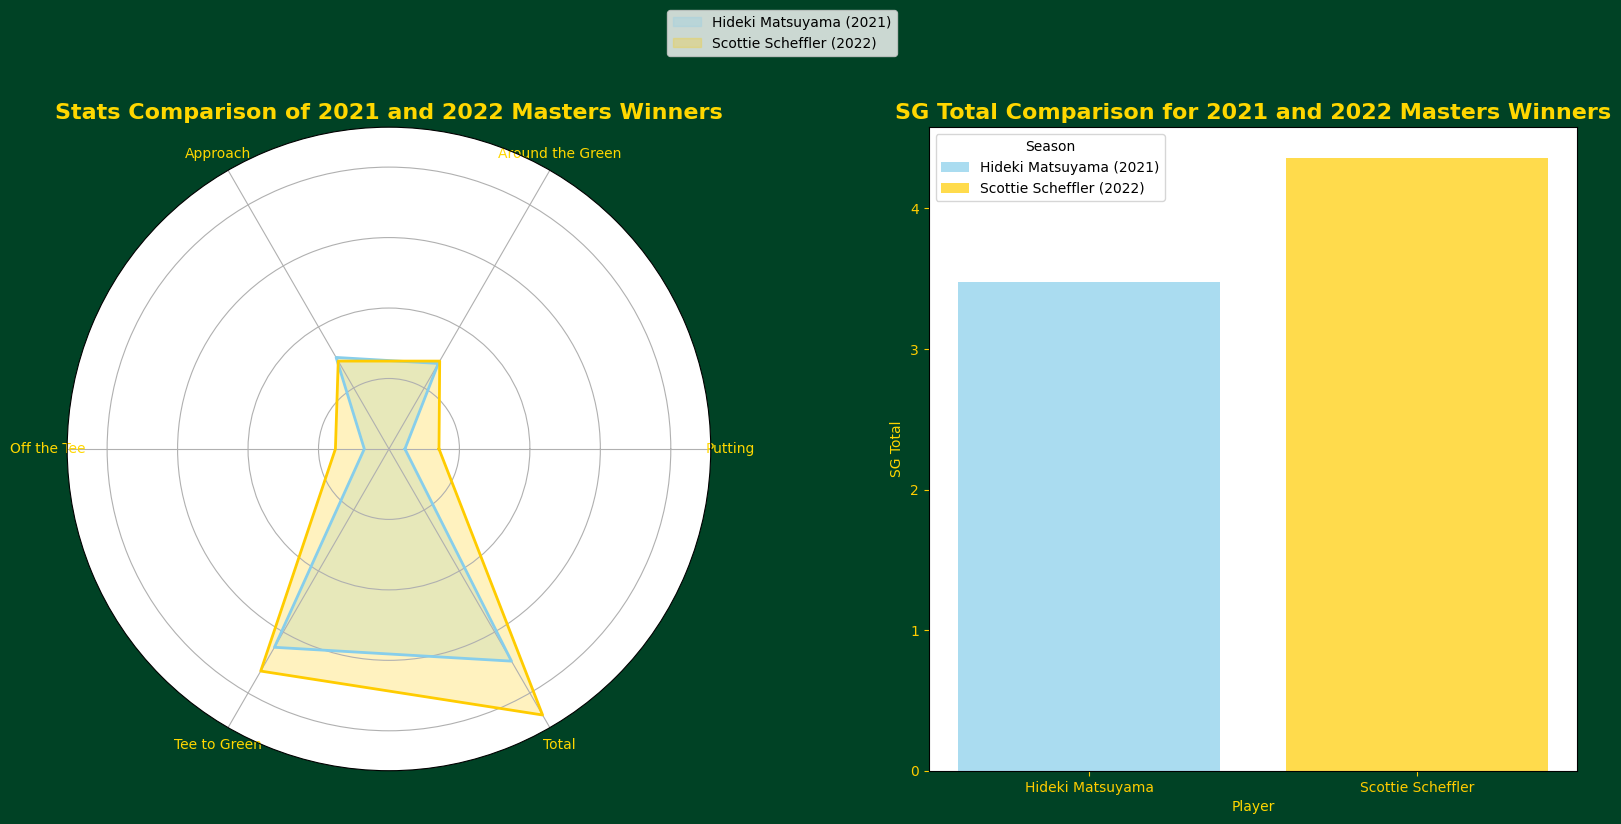 Hideki Matsuyama (2021)
Scottie Scheffler (2022)
Stats Comparison of 2021 and 2022 Masters Winners
Approach
Around the Green
Off the Tee
Putting
Tee to Green
Total
SG Total Comparison for 2021 and 2022 Masters Winners
Season
Hideki Matsuyama (2021)
Scottie Scheffler (2022)
4
3
2
1
0
SG Total
Hideki Matsuyama
Scottie Scheffler
Player